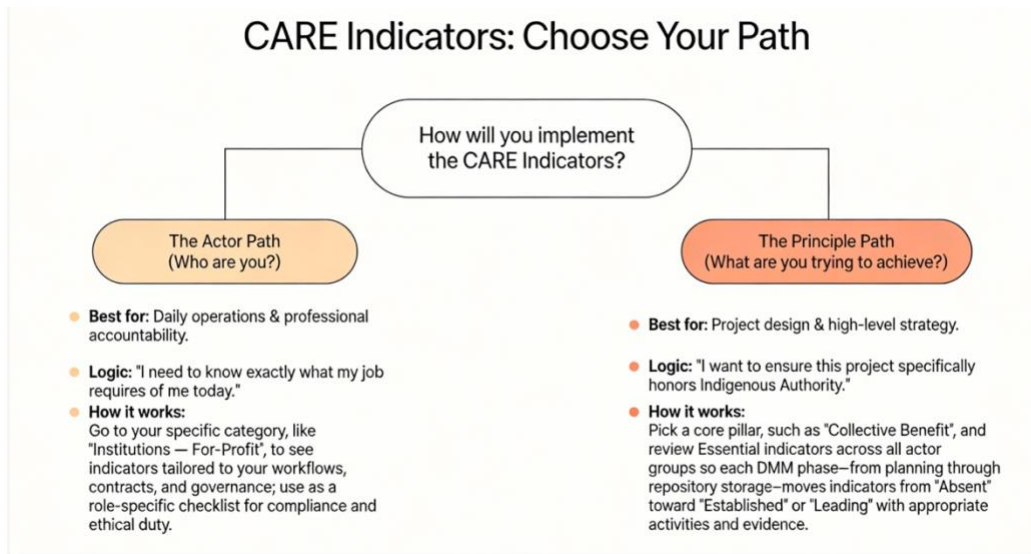 CARE Indicators: Choose Your Path
How will you implement
the CARE Indicators?
The Actor Path
(Who are you?)
Best for: Daily operations & professional
accountability.
Logic: "I need to know exactly what my job
requires of me today."
How it works:
Go to your specific category, like
"Institutions — For-Profit", to see
indicators tailored to your workflows,
contracts, and governance; use as a
role-specific checklist for compliance and
ethical duty.
The Principle Path
(What are you trying to achieve?)
Best for: Project design & high-level strategy.
Logic: "I want to ensure this project specifically
honors Indigenous Authority."
How it works:
Pick a core pillar, such as "Collective Benefit", and
review Essential indicators across all actor
groups so each DMM phase—from planning through
repository storage—moves indicators from "Absent"
toward "Established" or "Leading" with appropriate
activities and evidence.